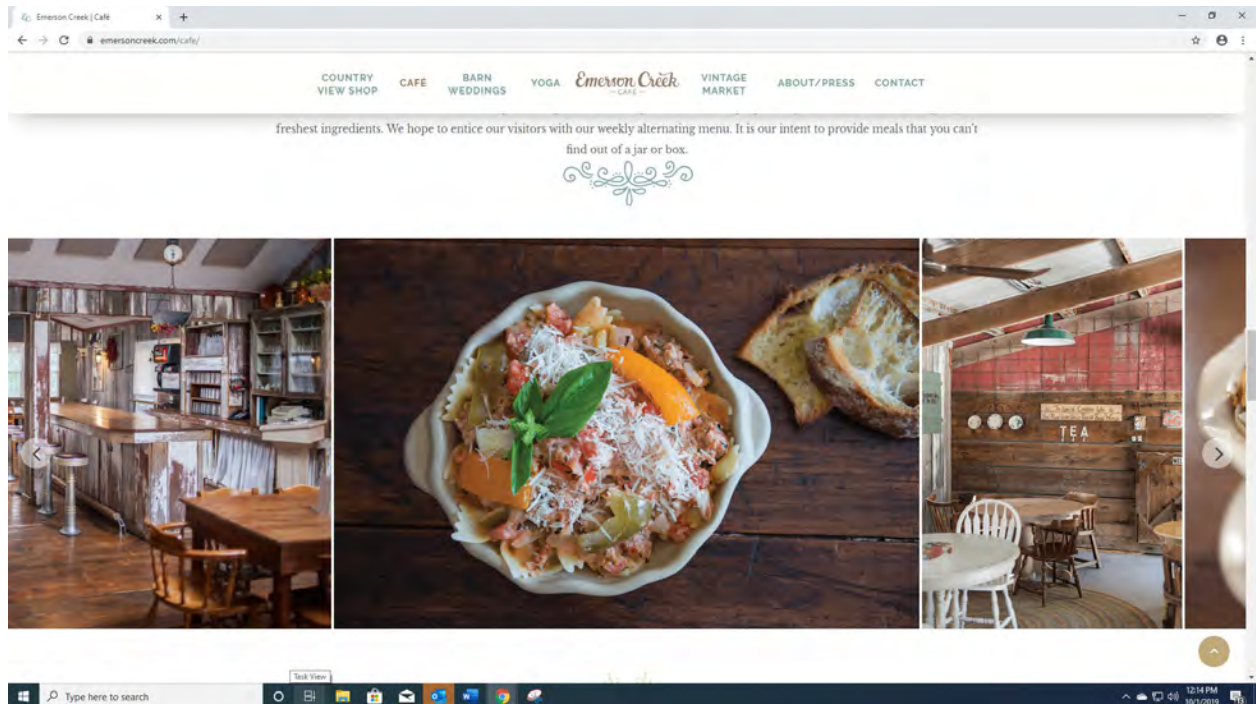 Emerson Creek | Café
emersoncreek.com/cafe/
COUNTRY
VIEW SHOP
CAFÉ
BARN
WEDDINGS
YOGA
Emerson Creek
CAFE
VINTAGE
MARKET
ABOUT/PRESS
CONTACT
freshest ingredients. We hope to entice our visitors with our weekly alternating menu. It is our intent to provide meals that you can't
find out of a jar or box.
TEA
Task View
Type here to search
12:14 PM
10/1/2019